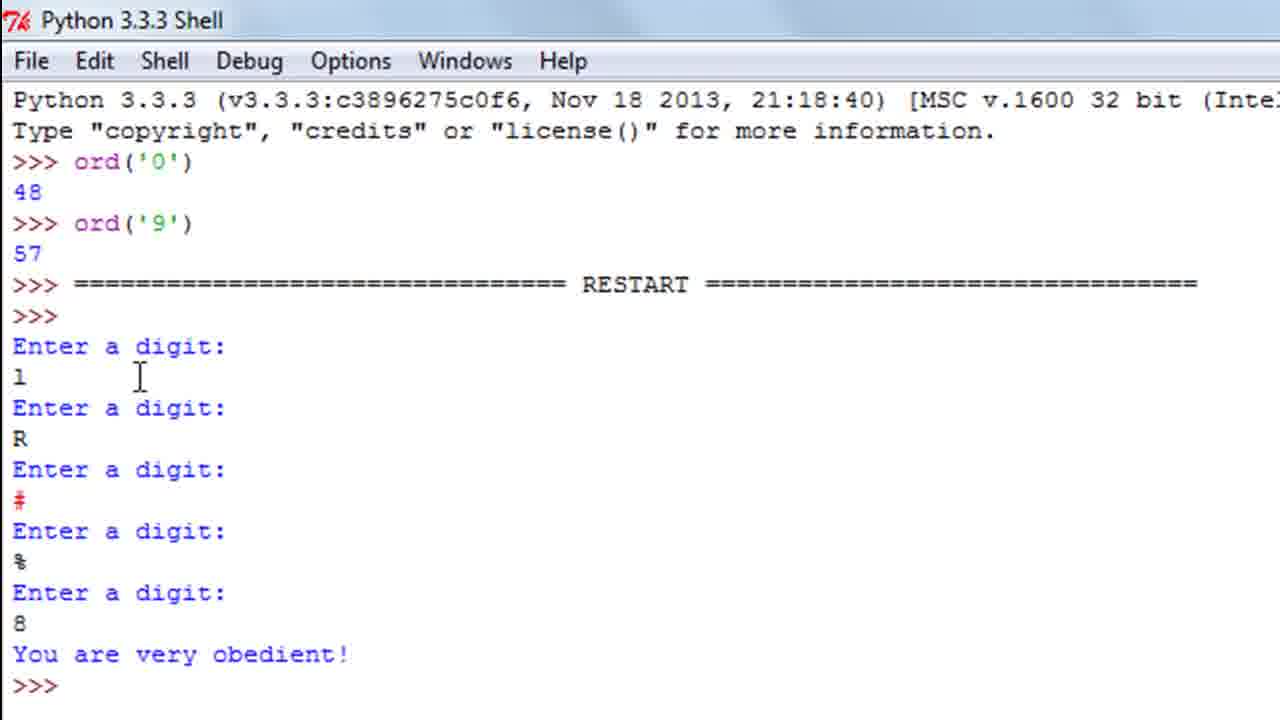 Python 3.3.3 Shell
File Edit Shell Debug Options Windows Help
Python 3.3.3 (v3.3.3:c3896275c0f6, Nov 18 2013, 21:18:40) [MSC v.1600 32 bit (Inte
Type "copyright", "credits" or "license()" for more information.
>>> ord('0')
48
>>> ord('9')
57
>>> ================================ RESTART ================================
>>>
Enter a digit:
l
Enter a digit:
R
Enter a digit:
#
Enter a digit:
%
Enter a digit:
8
You are very obedient!
>>>